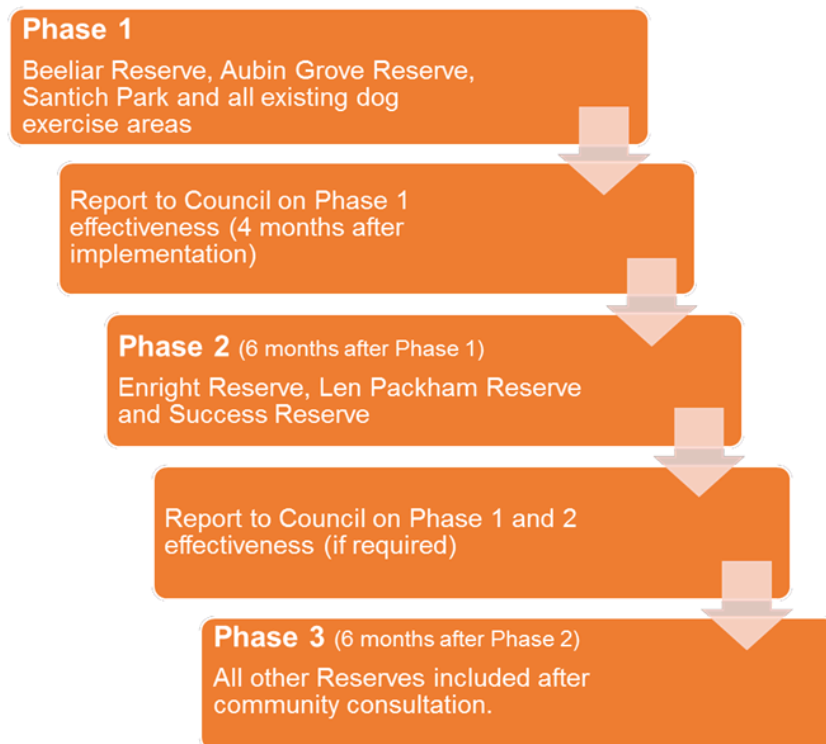 Phase 1
Beeliar Reserve, Aubin Grove Reserve,
Santich Park and all existing dog
exercise areas
Report to Council on Phase 1
effectiveness (4 months after
implementation)
Phase 2 (6 months after Phase 1)
Enright Reserve, Len Packham Reserve
and Success Reserve
Report to Council on Phase 1 and 2
effectiveness (if required)
Phase 3 (6 months after Phase 2)
All other Reserves included after
community consultation.